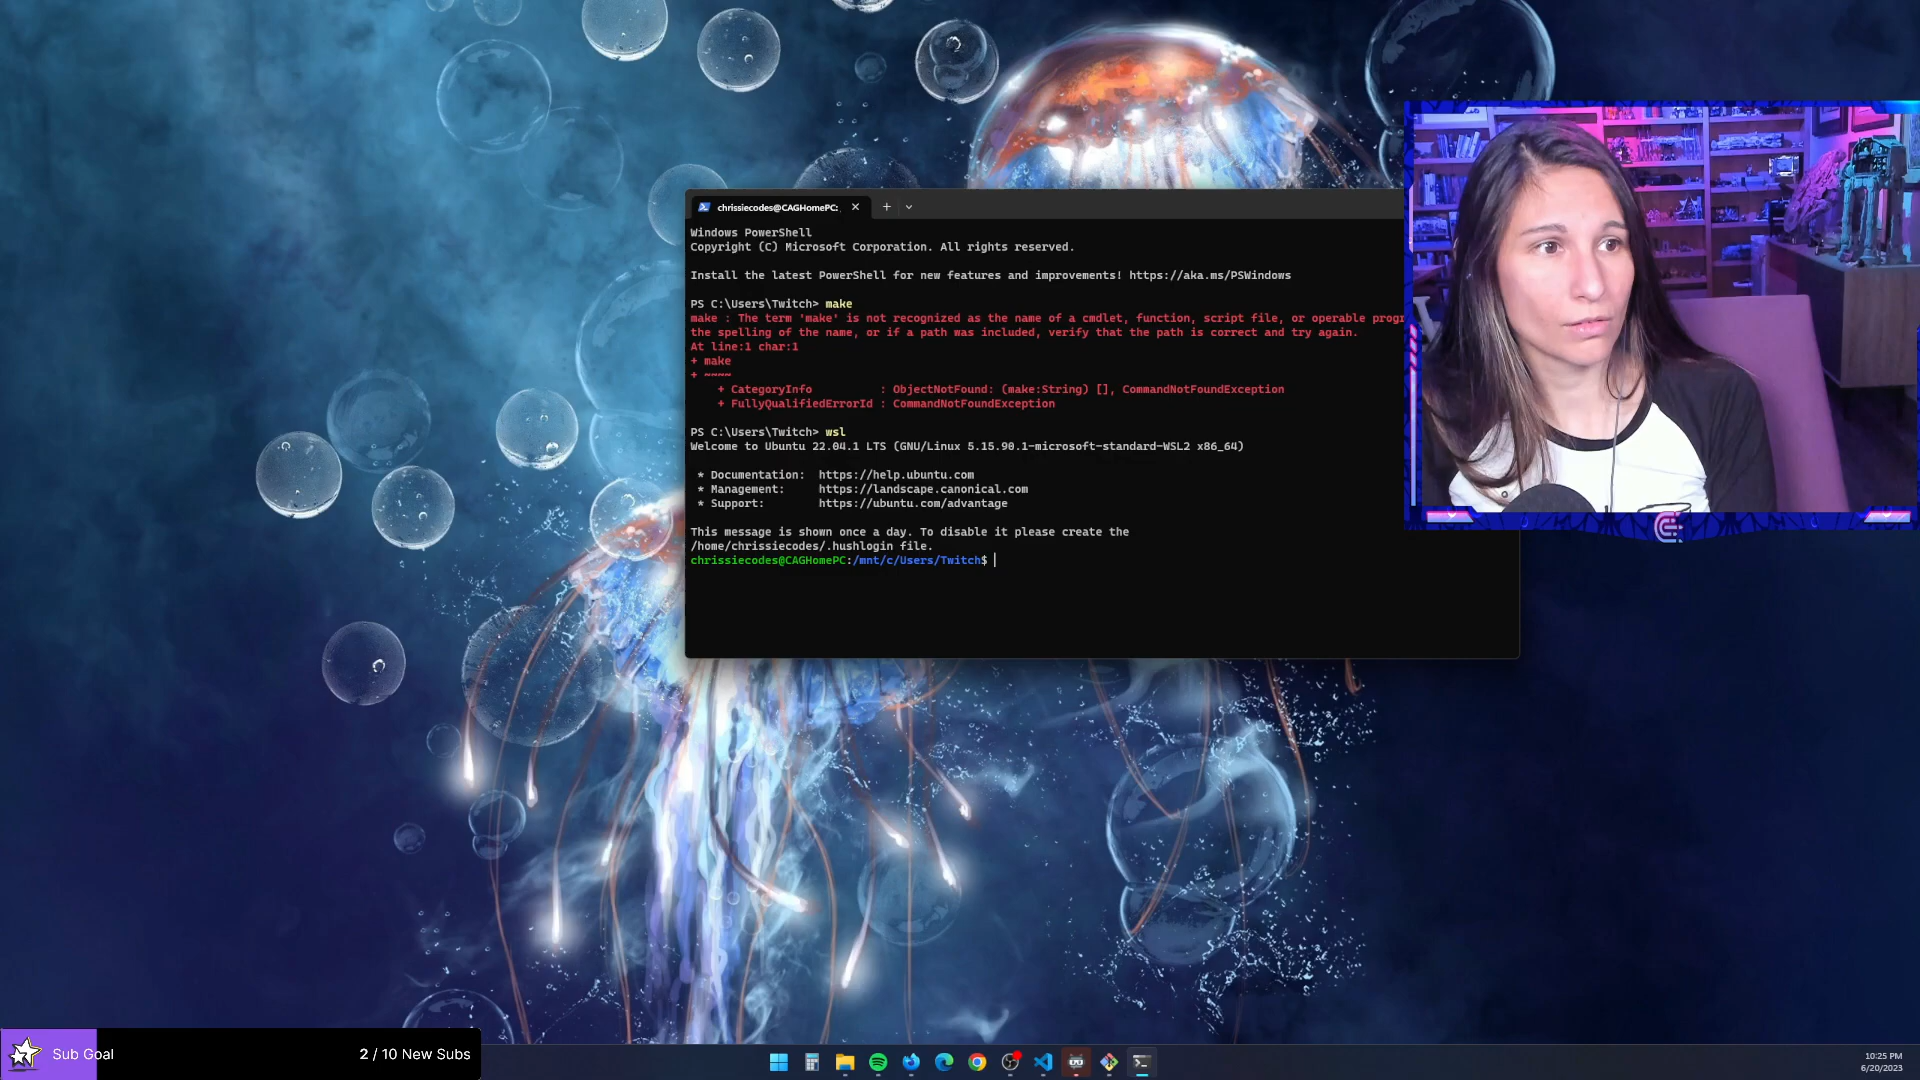 chrissiecodes@CAGHomePC:
Windows PowerShell
Copyright (C) Microsoft Corporation. All rights reserved.
Install the latest PowerShell for new features and improvements! https://aka.ms/PSWindows
PS C:\Users\Twitch> make
make : The term 'make' is not recognized as the name of a cmdlet, function, script file, or operable progr
the spelling of the name, or if a path was included, verify that the path is correct and try again.
At line:1 char:1
+ make
+ ~~~~
+ CategoryInfo : ObjectNotFound: (make:String) [], CommandNotFoundException
+ FullyQualifiedErrorId : CommandNotFoundException
PS C:\Users\Twitch> wsl
Welcome to Ubuntu 22.04.1 LTS (GNU/Linux 5.15.90.1-microsoft-standard-WSL2 x86_64)
* Documentation: https://help.ubuntu.com
* Management: https://landscape.canonical.com
* Support: https://ubuntu.com/advantage
This message is shown once a day. To disable it please create the
/home/chrissiecodes/.hushlogin file.
chrissiecodes@CAGHomePC:/mnt/c/Users/Twitch$
Sub Goal 2 / 10 New Subs
10:25 PM
6/20/2023